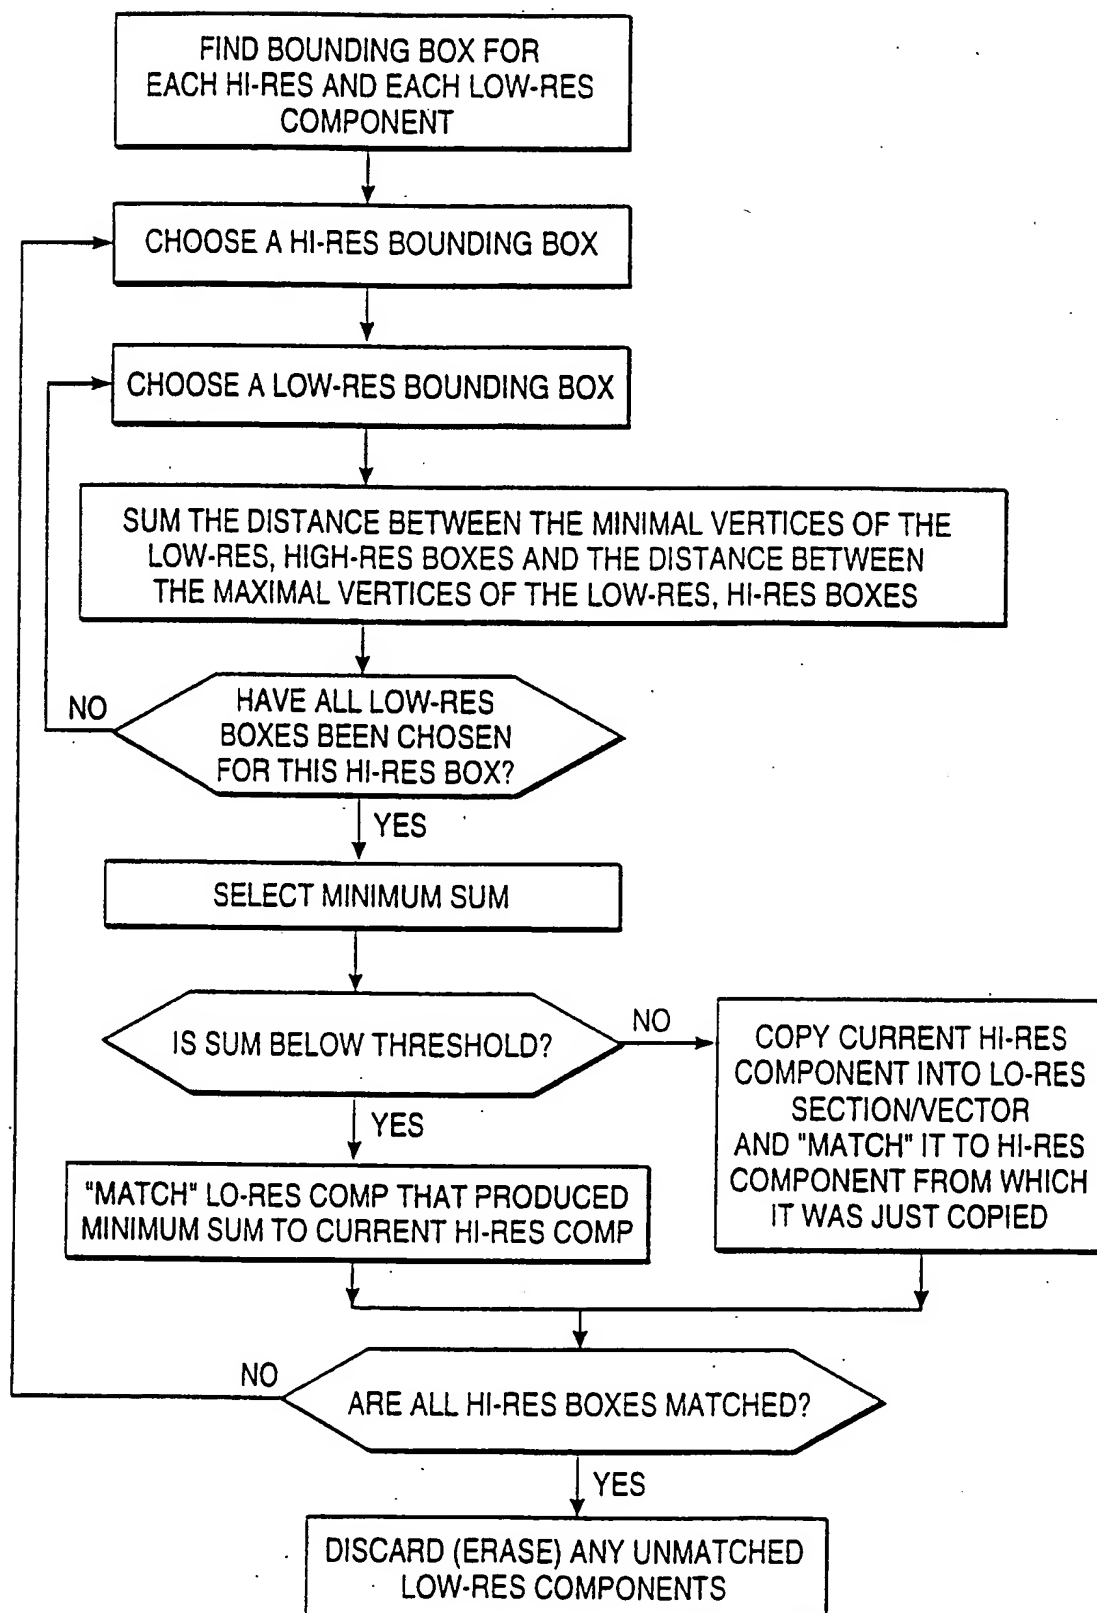 FIND BOUNDING BOX FOR
EACH HI-RES AND EACH LOW-RES
COMPONENT
CHOOSE A HI-RES BOUNDING BOX
CHOOSE A LOW-RES BOUNDING BOX
SUM THE DISTANCE BETWEEN THE MINIMAL VERTICES OF THE
LOW-RES, HIGH-RES BOXES AND THE DISTANCE BETWEEN
THE MAXIMAL VERTICES OF THE LOW-RES, HI-RES BOXES
NO
HAVE ALL LOW-RES
BOXES BEEN CHOSEN
FOR THIS HI-RES BOX?
YES
SELECT MINIMUM SUM
IS SUM BELOW THRESHOLD?
NO
COPY CURRENT HI-RES
COMPONENT INTO LO-RES
SECTION/VECTOR
AND "MATCH" IT TO HI-RES
COMPONENT FROM WHICH
IT WAS JUST COPIED
YES
"MATCH" LO-RES COMP THAT PRODUCED
MINIMUM SUM TO CURRENT HI-RES COMP
NO
ARE ALL HI-RES BOXES MATCHED?
YES
DISCARD (ERASE) ANY UNMATCHED
LOW-RES COMPONENTS